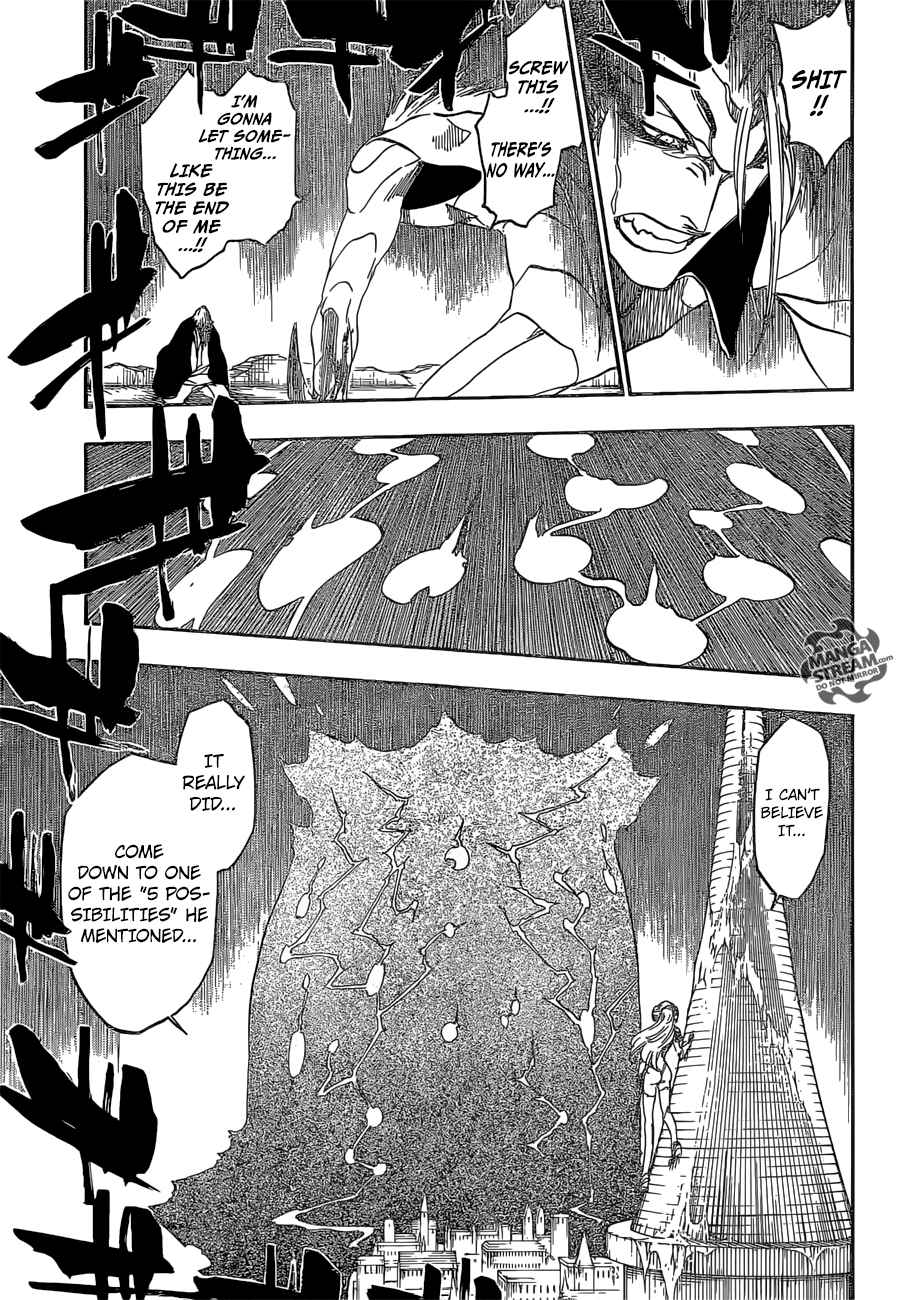 SHIT
!!
SCREW
THIS
...!!
THERE'S
NO WAY...
I'M
GONNA
LET SOME-
THING...
LIKE
THIS BE
THE END
OF ME
...!!
MANGA
STREAM.com
DO NOT MIRROR
I CAN'T
BELIEVE
IT...
IT
REALLY
DID...
COME
DOWN TO ONE
OF THE "5 POS-
SIBILITIES" HE
MENTIONED...